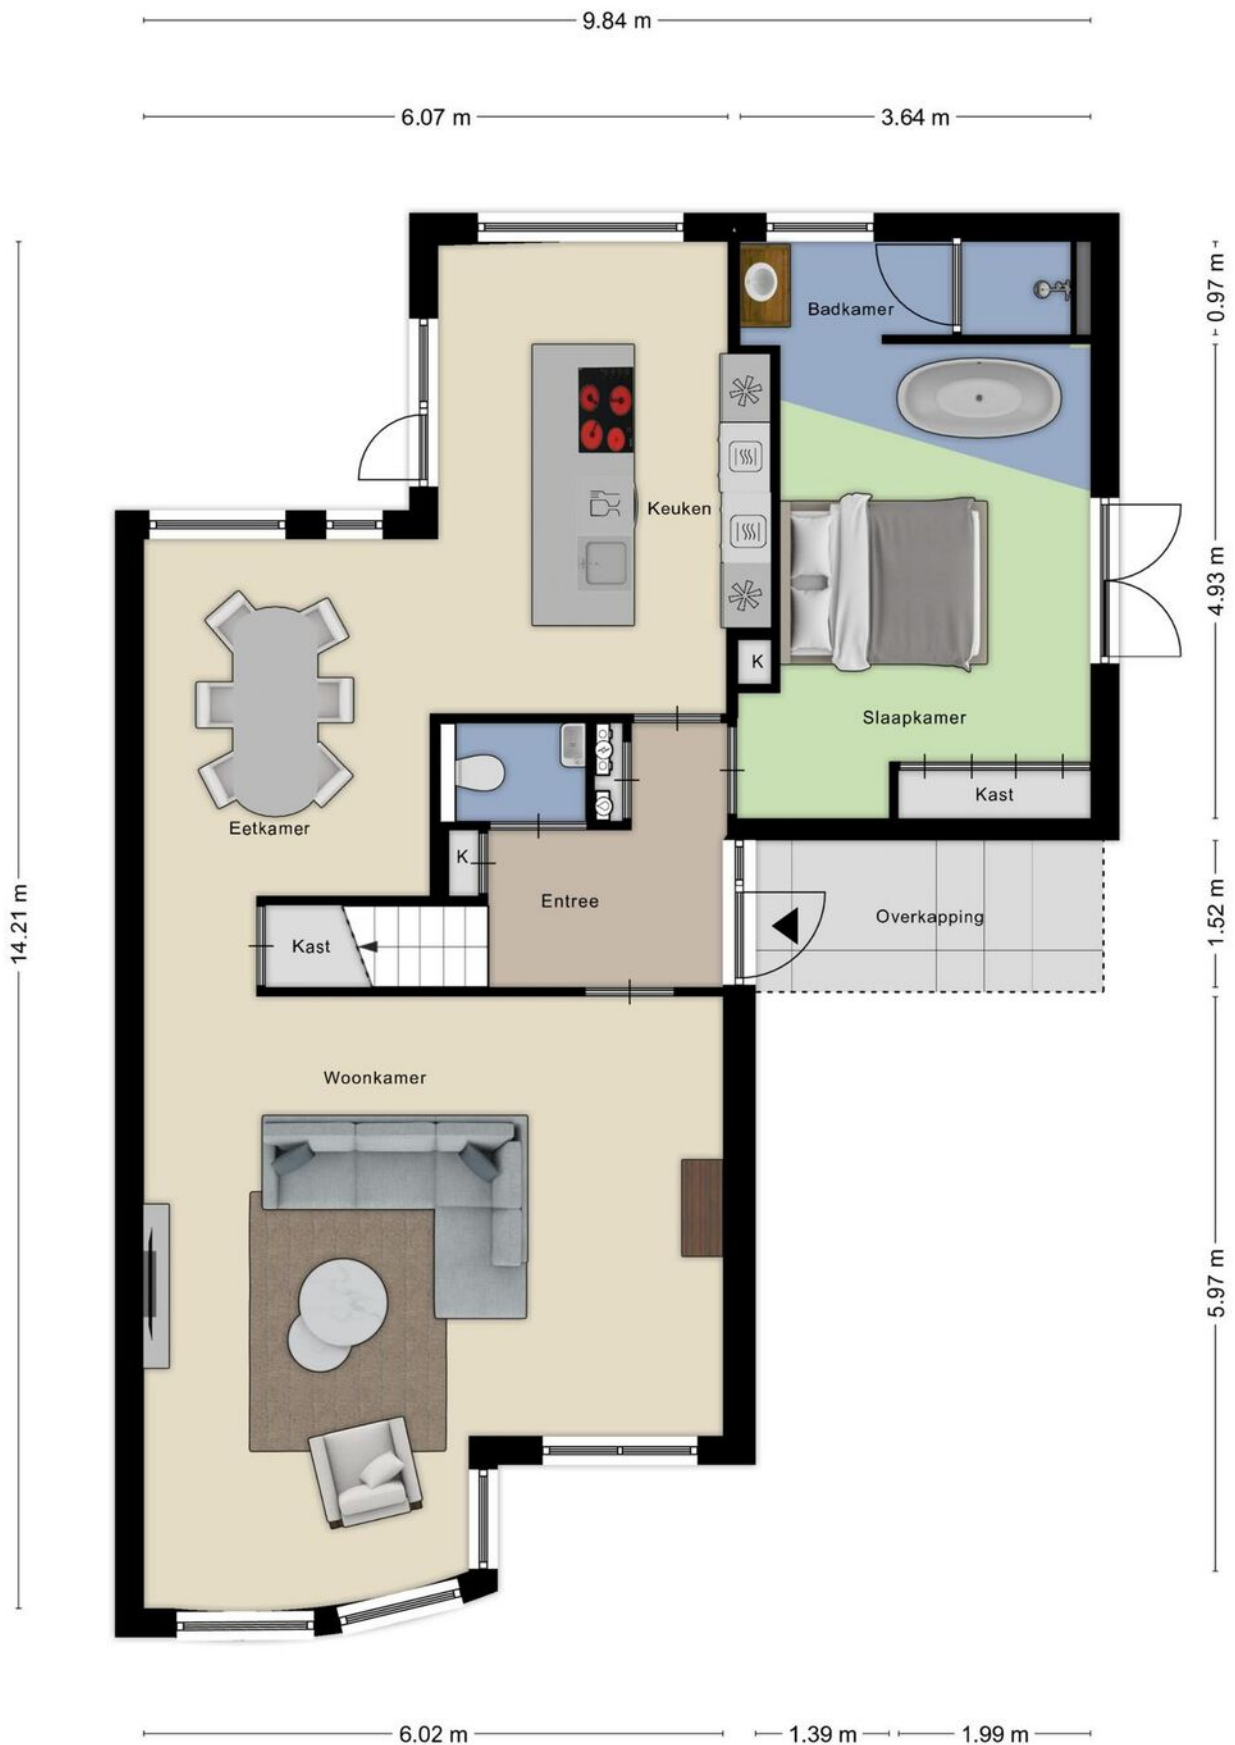 9.84 m
6.07 m
3.64 m
0.97 m
Badkamer
Keuken
4.93 m
K
Slaapkamer
Kast
Eetkamer
K
Entree
Overkapping
1.52 m
14.21 m
Kast
Woonkamer
5.97 m
6.02 m
1.39 m
1.99 m